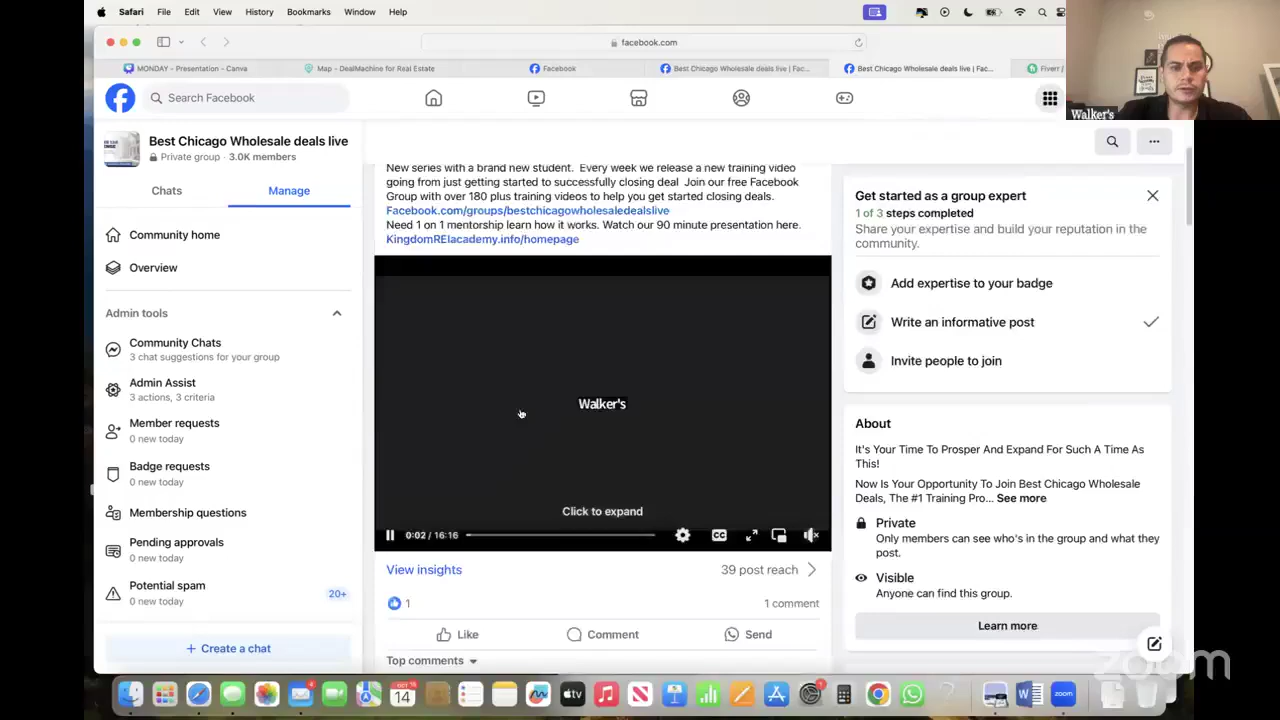 Safari File Edit View History Bookmarks Window Help
facebook.com
MONDAY - Presentation - Canva
Map - DealMachine for Real Estate
Facebook
Best Chicago Wholesale deals live | Fac...
Best Chicago Wholesale deals live | Fac...
Fiverr /
Search Facebook
Walker's
Best Chicago Wholesale deals live
Private group · 3.0K members
Chats
Manage
Community home
Overview
Admin tools
Community Chats
3 chat suggestions for your group
Admin Assist
3 actions, 3 criteria
Member requests
0 new today
Badge requests
0 new today
Membership questions
Pending approvals
0 new today
Potential spam
0 new today
20+
+ Create a chat
New series with a brand new student. Every week we release a new training video
going from just getting started to successfully closing deal Join our free Facebook
Group with over 180 plus training videos to help you get started closing deals.
Facebook.com/groups/bestchicagowholesaledealslive
Need 1 on 1 mentorship learn how it works. Watch our 90 minute presentation here.
KingdomREIacademy.info/homepage
Walker's
Click to expand
0:02 / 16:16
CC
View insights
39 post reach
1
1 comment
Like
Comment
Send
Top comments
Get started as a group expert
1 of 3 steps completed
Share your expertise and build your reputation in the
community.
Add expertise to your badge
Write an informative post
Invite people to join
About
It's Your Time To Prosper And Expand For Such A Time As
This!
Now Is Your Opportunity To Join Best Chicago Wholesale
Deals, The #1 Training Pro... See more
Private
Only members can see who's in the group and what they
post.
Visible
Anyone can find this group.
Learn more
zoom
OCT
14
4
tv
1
W
zoom